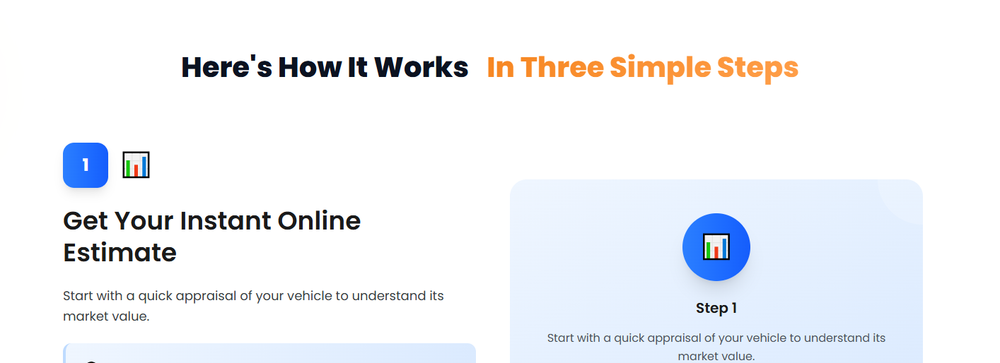 Here's How It Works In Three Simple Steps
1
Get Your Instant Online
Estimate
Start with a quick appraisal of your vehicle to understand its
market value.
Step 1
Start with a quick appraisal of your vehicle to understand its
market value.